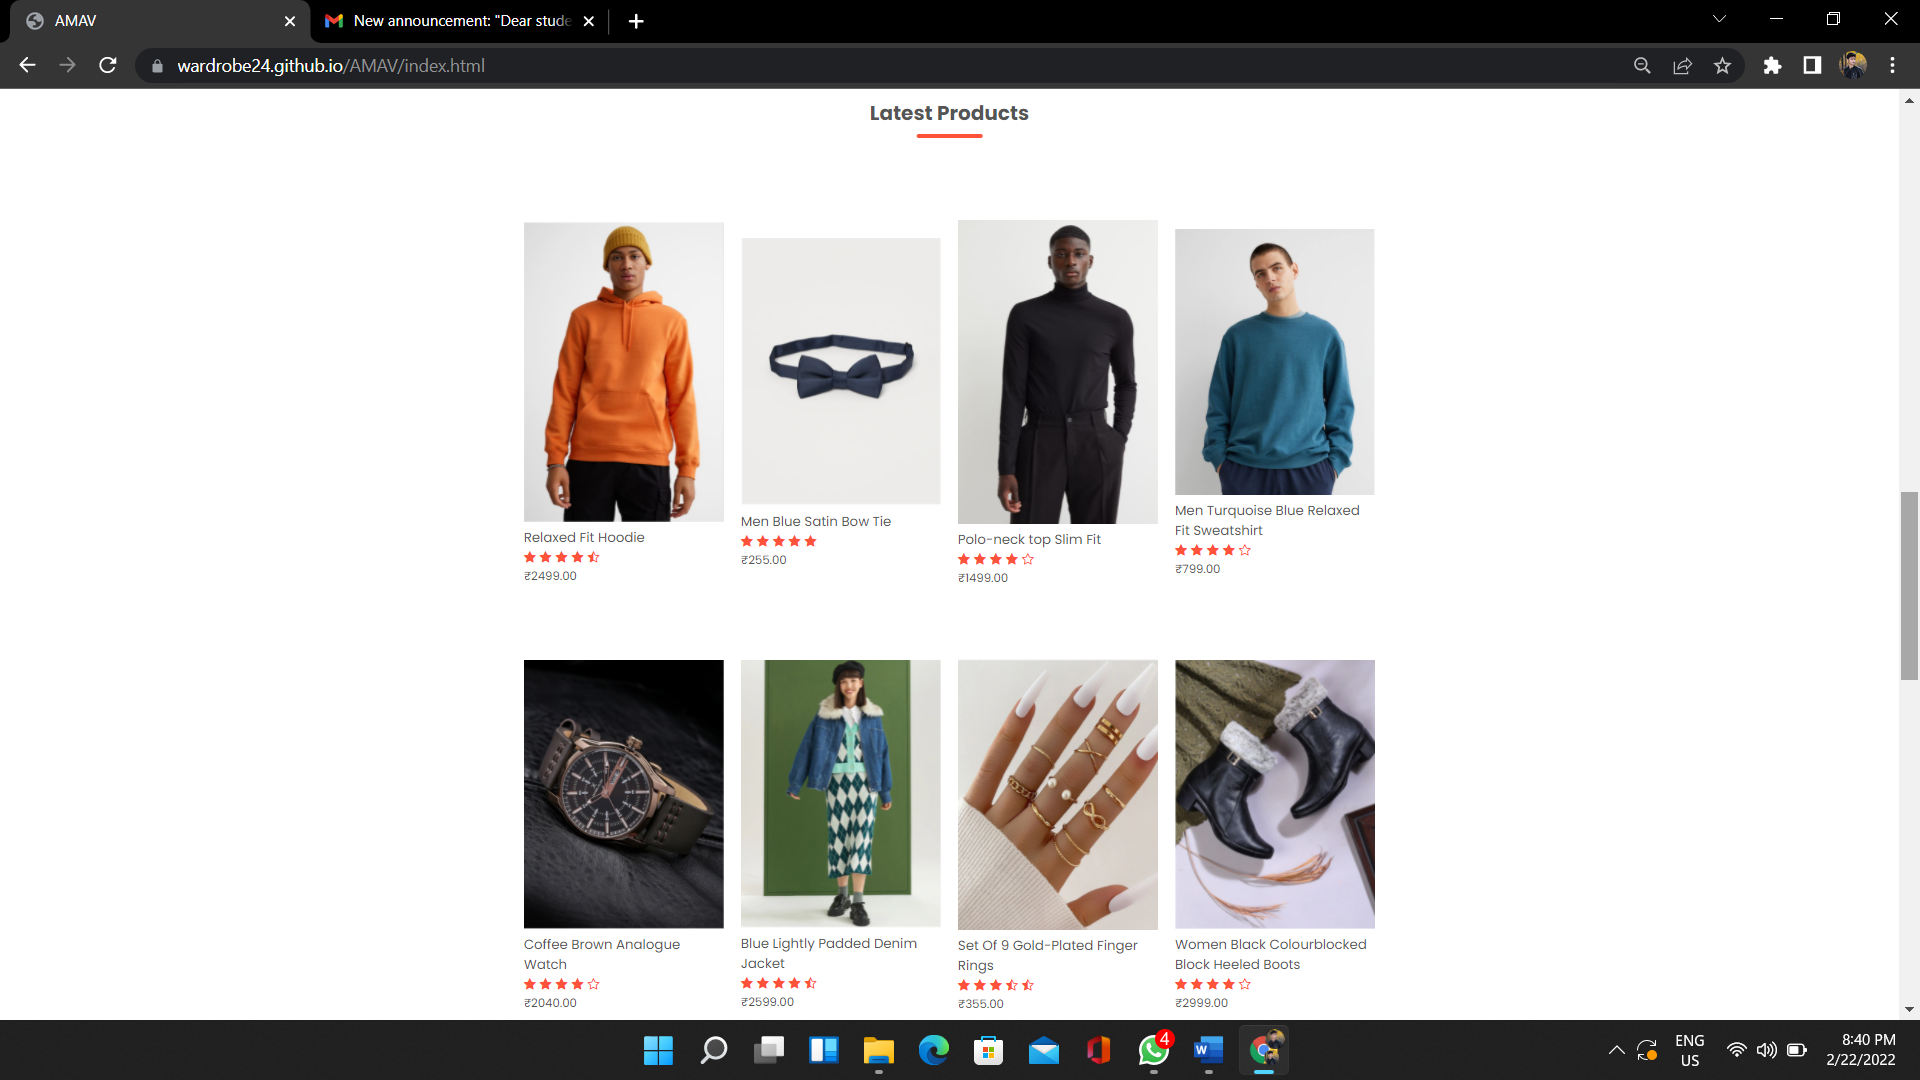 AMAV
New announcement: "Dear stude
wardrobe24.github.io/AMAV/index.html
Latest Products
Relaxed Fit Hoodie
₹2499.00
Men Blue Satin Bow Tie
₹255.00
Polo-neck top Slim Fit
₹1499.00
Men Turquoise Blue Relaxed
Fit Sweatshirt
₹799.00
Coffee Brown Analogue
Watch
₹2040.00
Blue Lightly Padded Denim
Jacket
₹2599.00
Set Of 9 Gold-Plated Finger
Rings
₹355.00
Women Black Colourblocked
Block Heeled Boots
₹2999.00
4
W
ENG
US
8:40 PM
2/22/2022